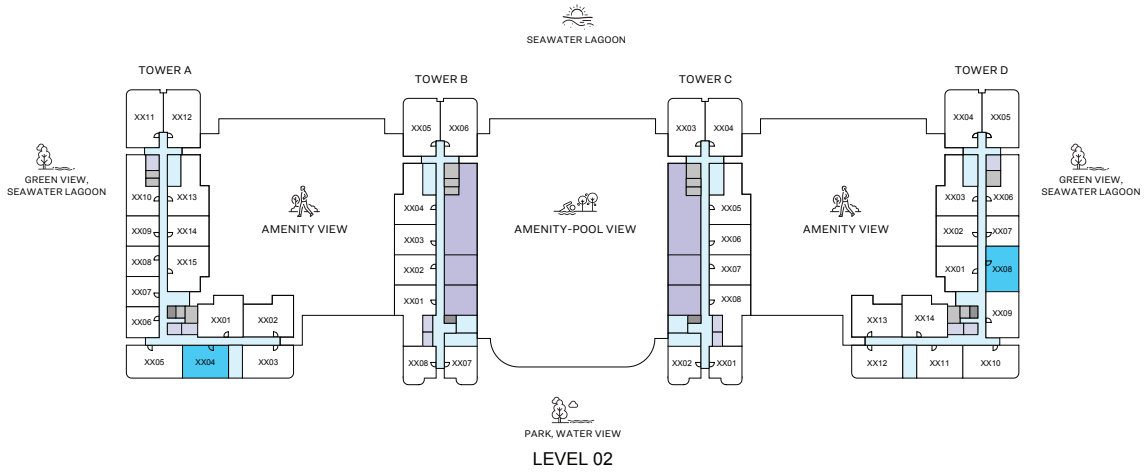 SEAWATER LAGOON
TOWER A
TOWER B
TOWER C
TOWER D
XX11
XX12
XX05
XX06
XX03
XX04
XX04
XX05
GREEN VIEW,
SEAWATER LAGOON
GREEN VIEW,
SEAWATER LAGOON
XX10
XX13
XX04
XX05
XX03
XX06
AMENITY VIEW
AMENITY-POOL VIEW
AMENITY VIEW
XX09
XX14
XX03
XX06
XX02
XX07
XX08
XX15
XX02
XX07
XX01
XX08
XX07
XX01
XX08
XX06
XX01
XX02
XX13
XX14
XX09
XX05
XX04
XX03
XX08
XX07
XX02
XX01
XX12
XX11
XX10
PARK, WATER VIEW
LEVEL 02